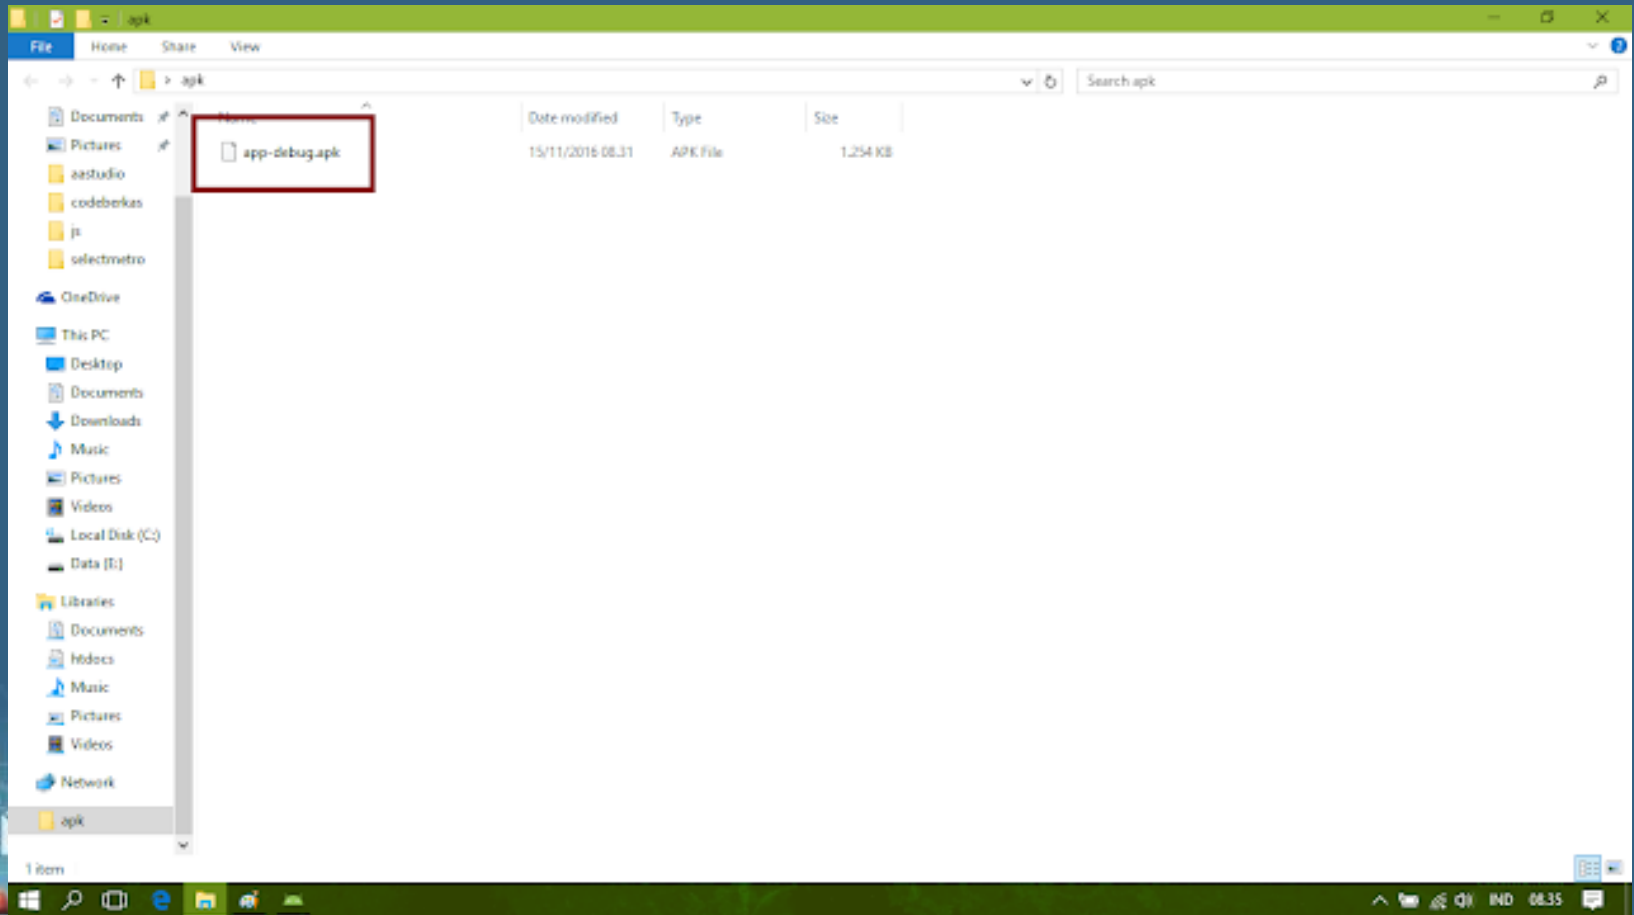 apk
File Home Share View
apk
Search apk
Name Date modified Type Size
app-debug.apk 15/11/2016 08.31 APK File 1.254 KB
Documents
Pictures
aastudio
codeberkas
js
selectmetro
OneDrive
This PC
Desktop
Documents
Downloads
Music
Pictures
Videos
Local Disk (C:)
Data (E:)
Libraries
Documents
htdocs
Music
Pictures
Videos
Network
apk
1 item
IND 08.35